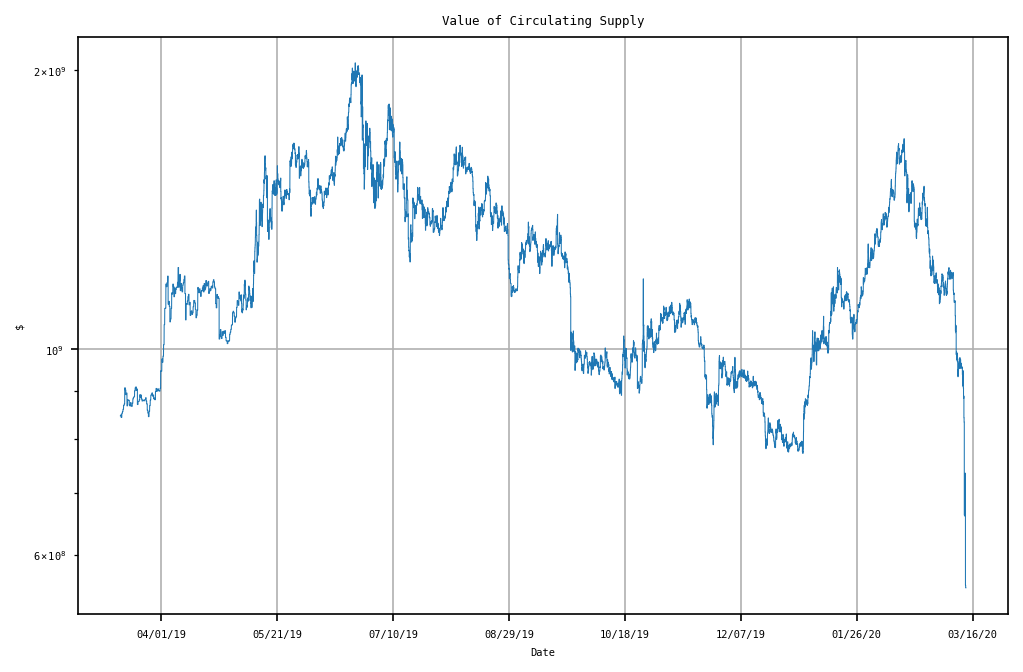 Value of Circulating Supply
$
2×10⁹
10⁹
6×10⁸
04/01/19 05/21/19 07/10/19 08/29/19 10/18/19 12/07/19 01/26/20 03/16/20
Date